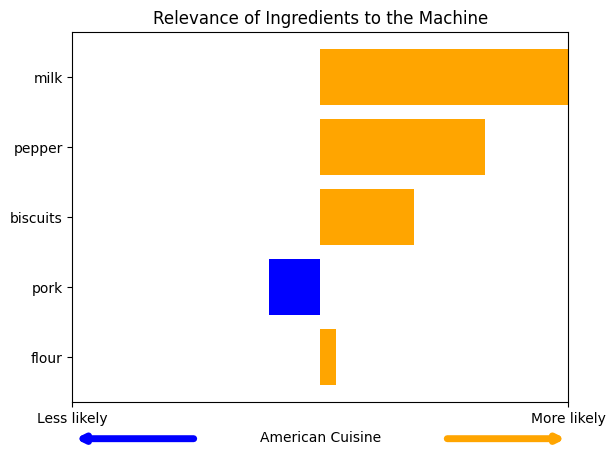 Relevance of Ingredients to the Machine
milk
pepper
biscuits
pork
flour
Less likely
More likely
American Cuisine